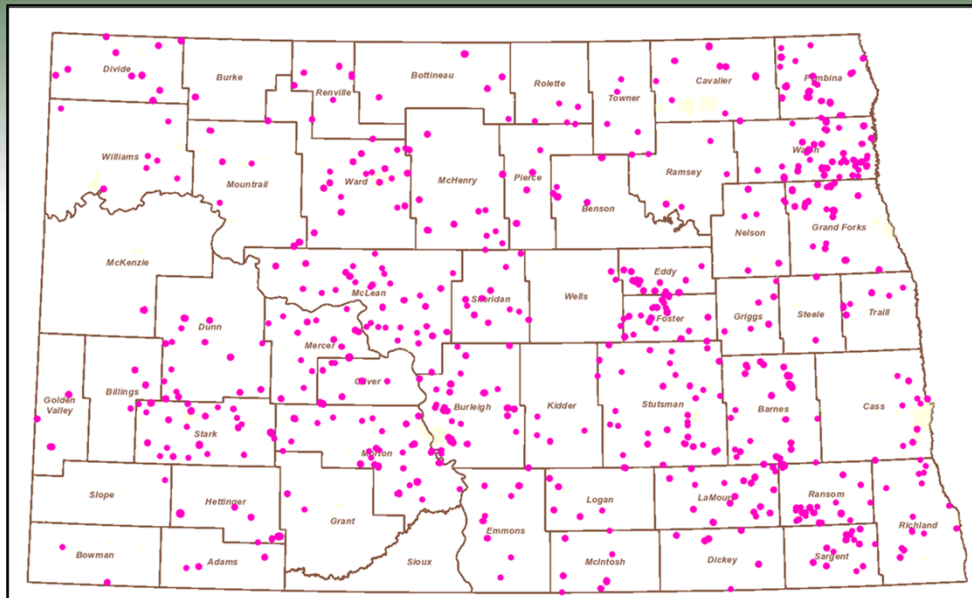 Divide
Burke
Renville
Bottineau
Rolette
Towner
Cavalier
Pembina
Williams
Mountrail
Ward
McHenry
Pierce
Benson
Ramsey
Walsh
Nelson
Grand Forks
McKenzie
McLean
Sheridan
Wells
Eddy
Foster
Griggs
Steele
Traill
Dunn
Mercer
Oliver
Golden
Valley
Billings
Stark
Burleigh
Kidder
Stutsman
Barnes
Cass
Morton
Slope
Hettinger
Grant
Emmons
Logan
LaMoure
Ransom
Richland
Bowman
Adams
Sioux
McIntosh
Dickey
Sargent